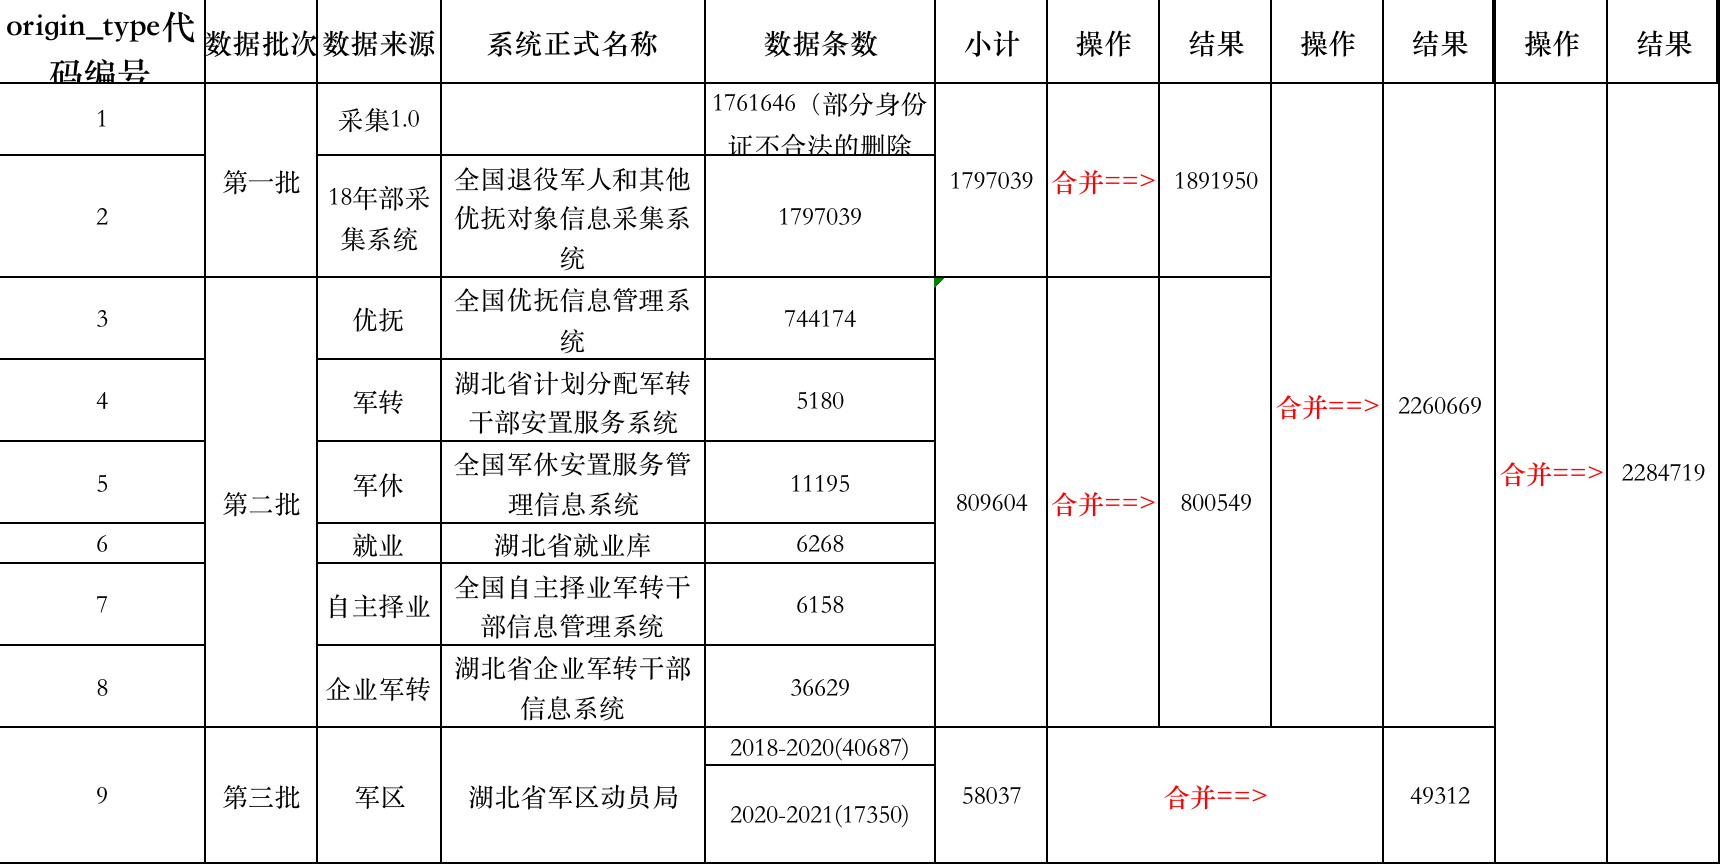 origin_type代
码编号
数据批次
数据来源
系统正式名称
数据条数
小计
操作
结果
操作
结果
操作
结果
1
第一批
采集1.0
1761646（部分身份
证不合法的删除
1797039
合并==>
1891950
2
18年部采
集系统
全国退役军人和其他
优抚对象信息采集系
统
1797039
3
第二批
优抚
全国优抚信息管理系
统
744174
809604
合并==>
800549
合并==>
2260669
合并==>
2284719
4
军转
湖北省计划分配军转
干部安置服务系统
5180
5
军休
全国军休安置服务管
理信息系统
11195
6
就业
湖北省就业库
6268
7
自主择业
全国自主择业军转干
部信息管理系统
6158
8
企业军转
湖北省企业军转干部
信息系统
36629
9
第三批
军区
湖北省军区动员局
2018-2020(40687)
2020-2021(17350)
58037
合并==>
49312